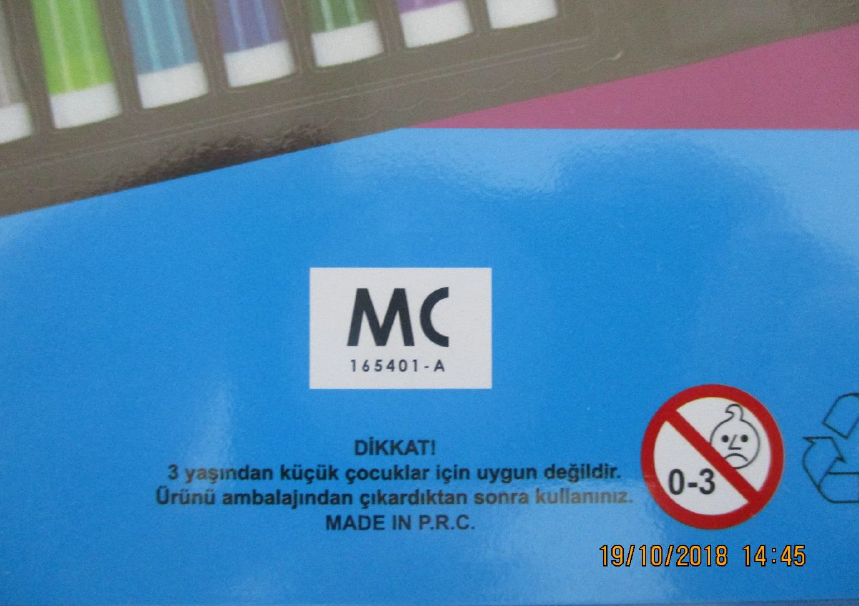 MC
165401-A
DİKKAT!
3 yaşından küçük çocuklar için uygun değildir.
Ürünü ambalajından çıkardıktan sonra kullanınız.
MADE IN P.R.C.
0-3
19/10/2018 14:45